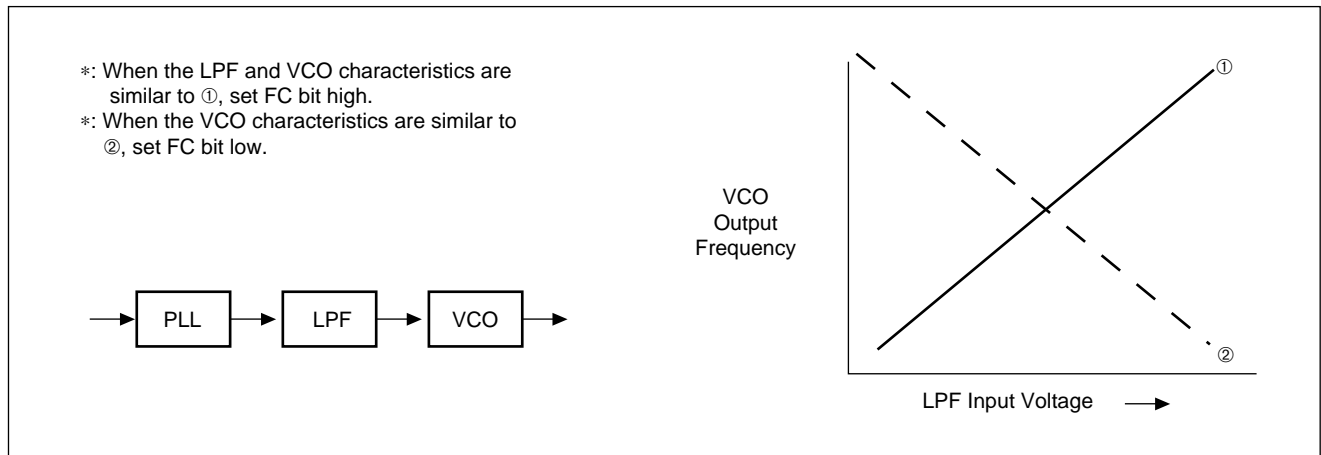 *: When the LPF and VCO characteristics are
similar to ①, set FC bit high.
*: When the VCO characteristics are similar to
②, set FC bit low.
PLL
LPF
VCO
VCO
Output
Frequency
①
②
LPF Input Voltage